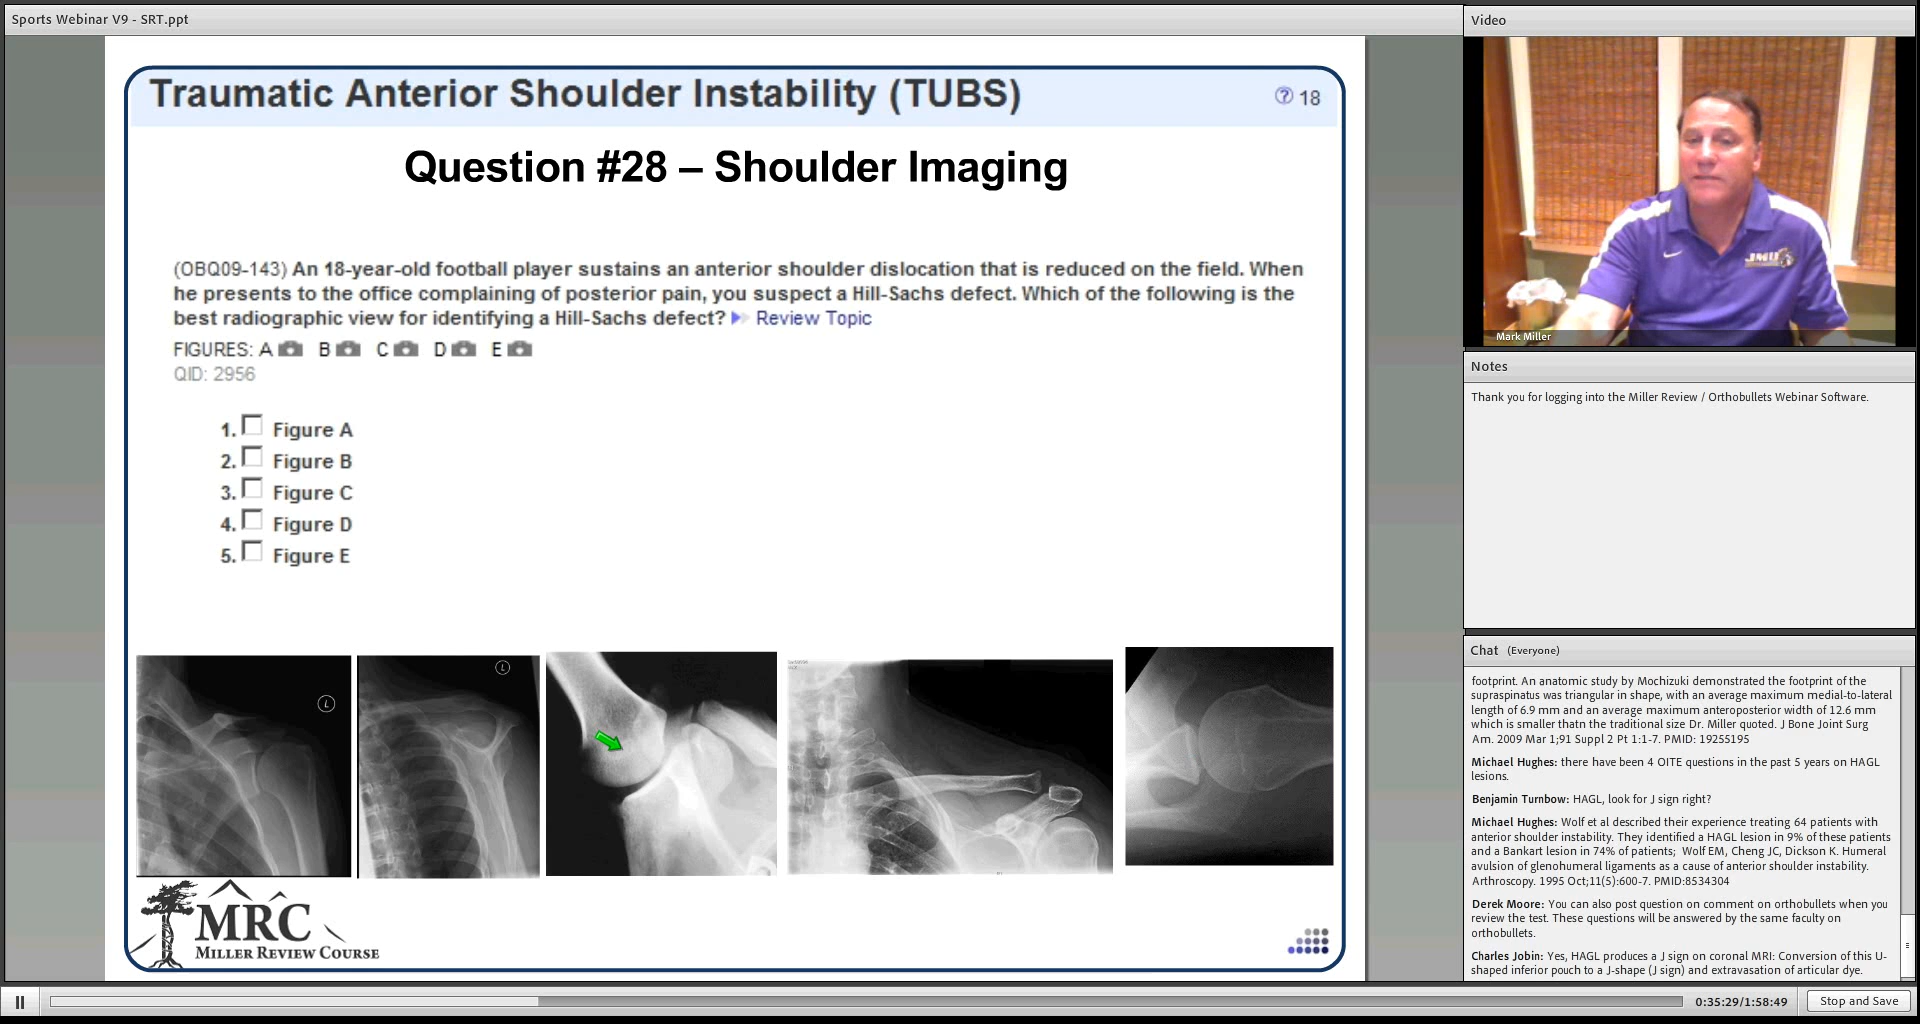 Sports Webinar V9 - SRT.ppt
Traumatic Anterior Shoulder Instability (TUBS)
? 18
Question #28 – Shoulder Imaging
(OBQ09-143) An 18-year-old football player sustains an anterior shoulder dislocation that is reduced on the field. When
he presents to the office complaining of posterior pain, you suspect a Hill-Sachs defect. Which of the following is the
best radiographic view for identifying a Hill-Sachs defect? Review Topic
FIGURES: A B C D E
QID: 2956
1. Figure A
2. Figure B
3. Figure C
4. Figure D
5. Figure E
L
L
MRC
MILLER REVIEW COURSE
Video
JMU
Mark Miller
Notes
Thank you for logging into the Miller Review / Orthobullets Webinar Software.
Chat (Everyone)
footprint. An anatomic study by Mochizuki demonstrated the footprint of the
supraspinatus was triangular in shape, with an average maximum medial-to-lateral
length of 6.9 mm and an average maximum anteroposterior width of 12.6 mm
which is smaller thatn the traditional size Dr. Miller quoted. J Bone Joint Surg
Am. 2009 Mar 1;91 Suppl 2 Pt 1:1-7. PMID: 19255195
Michael Hughes: there have been 4 OITE questions in the past 5 years on HAGL
lesions.
Benjamin Turnbow: HAGL, look for J sign right?
Michael Hughes: Wolf et al described their experience treating 64 patients with
anterior shoulder instability. They identified a HAGL lesion in 9% of these patients
and a Bankart lesion in 74% of patients; Wolf EM, Cheng JC, Dickson K. Humeral
avulsion of glenohumeral ligaments as a cause of anterior shoulder instability.
Arthroscopy. 1995 Oct;11(5):600-7. PMID:8534304
Derek Moore: You can also post question on comment on orthobullets when you
review the test. These questions will be answered by the same faculty on
orthobullets.
Charles Jobin: Yes, HAGL produces a J sign on coronal MRI: Conversion of this U-
shaped inferior pouch to a J-shape (J sign) and extravasation of articular dye.
0:35:29/1:58:49
Stop and Save